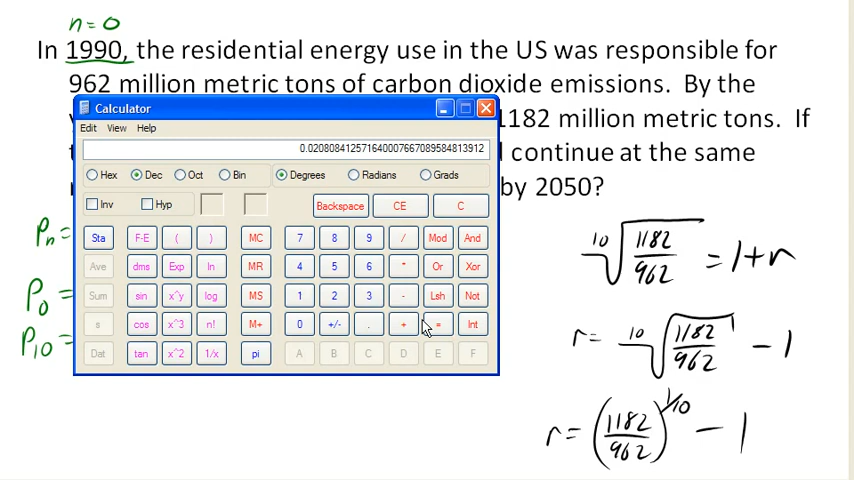 n = 0
In 1990, the residential energy use in the US was responsible for
962 million metric tons of carbon dioxide emissions. By the
1182 million metric tons. If
continue at the same
by 2050?
Calculator
Edit View Help
0.02080841257164000766708958481 3912
Hex Dec Oct Bin Degrees Radians Grads
Inv Hyp Backspace CE C
Sta F-E ( ) MC 7 8 9 / Mod And
Ave dms Exp ln MR 4 5 6 * Or Xor
Sum sin x^y log MS 1 2 3 - Lsh Not
s cos x^3 n! M+ 0 +/- . + = Int
Dat tan x^2 1/x pi A B C D E F
Pn =
P0 =
P10 =
10√(1182/962) = 1+r
r = 10√(1182/962) - 1
r = (1182/962)^1/10 - 1